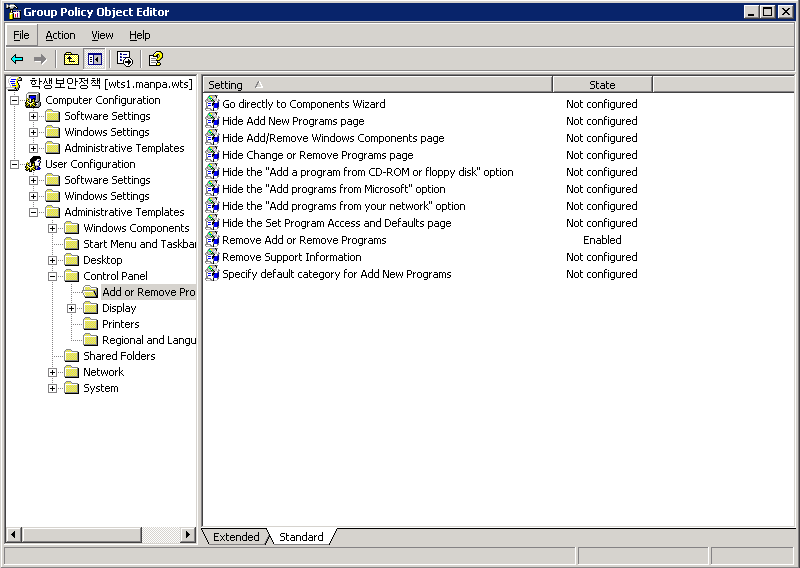 Group Policy Object Editor
File Action View Help
학생보안정책 [wts1.manpa.wts]
Computer Configuration
Software Settings
Windows Settings
Administrative Templates
User Configuration
Software Settings
Windows Settings
Administrative Templates
Windows Components
Start Menu and Taskbar
Desktop
Control Panel
Add or Remove Pro
Display
Printers
Regional and Langu
Shared Folders
Network
System
Setting State
Go directly to Components Wizard Not configured
Hide Add New Programs page Not configured
Hide Add/Remove Windows Components page Not configured
Hide Change or Remove Programs page Not configured
Hide the "Add a program from CD-ROM or floppy disk" option Not configured
Hide the "Add programs from Microsoft" option Not configured
Hide the "Add programs from your network" option Not configured
Hide the Set Program Access and Defaults page Not configured
Remove Add or Remove Programs Enabled
Remove Support Information Not configured
Specify default category for Add New Programs Not configured
Extended Standard